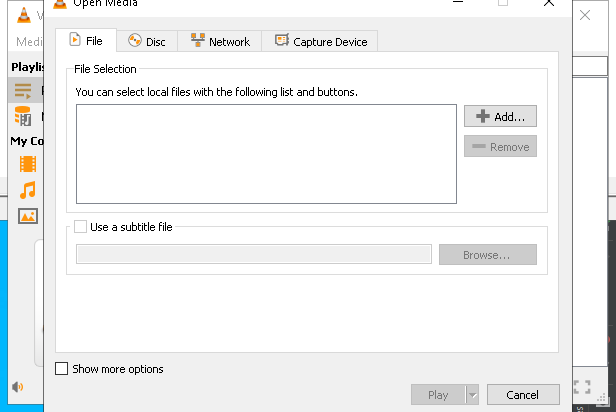 Open Media
Medi
File
Disc
Network
Capture Device
Playlis
File Selection
You can select local files with the following list and buttons.
Add...
Remove
My Co
Use a subtitle file
Browse...
Show more options
Play
Cancel